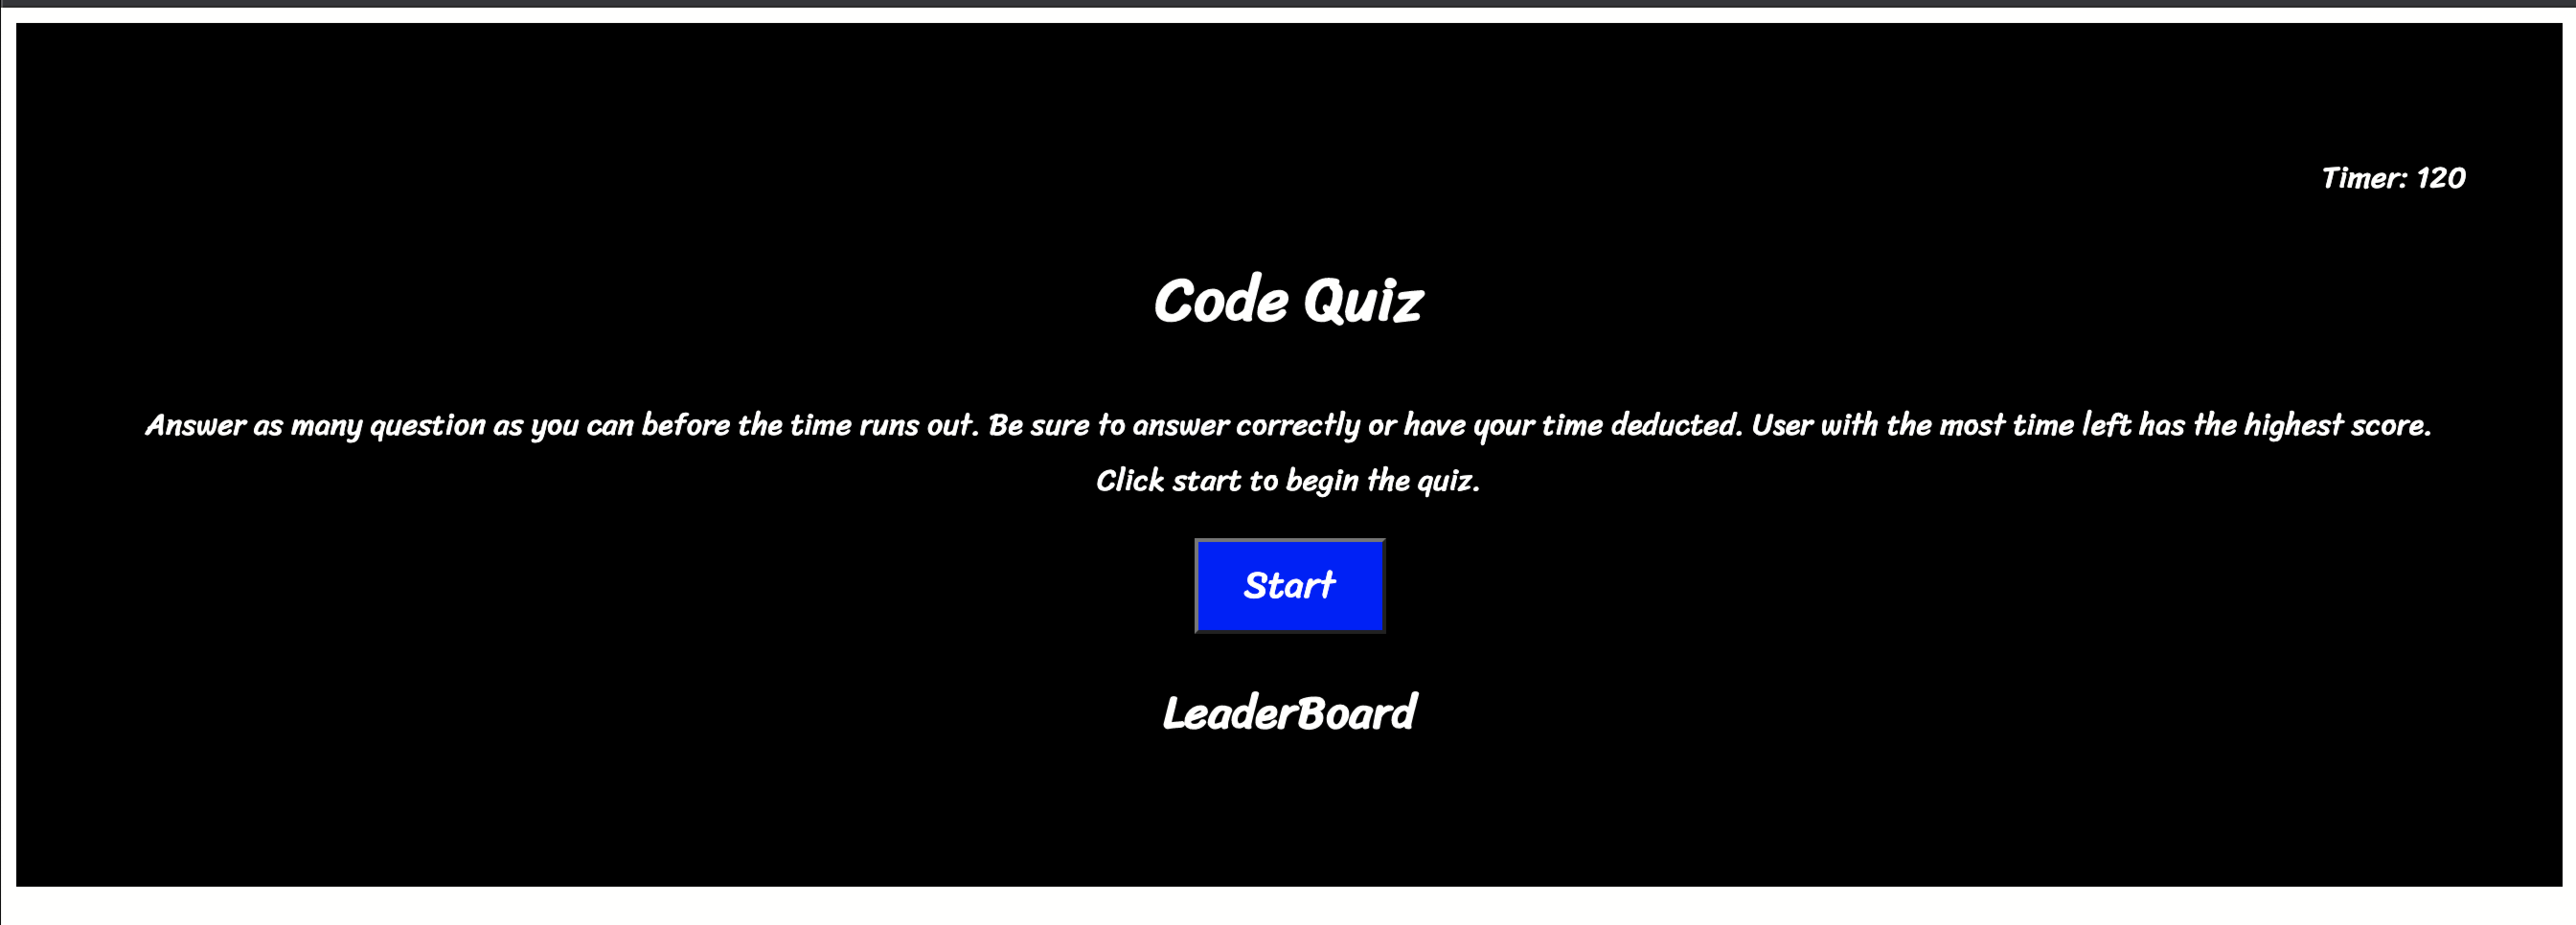 Timer: 120
Code Quiz
Answer as many question as you can before the time runs out. Be sure to answer correctly or have your time deducted. User with the most time left has the highest score.
Click start to begin the quiz.
Start
LeaderBoard